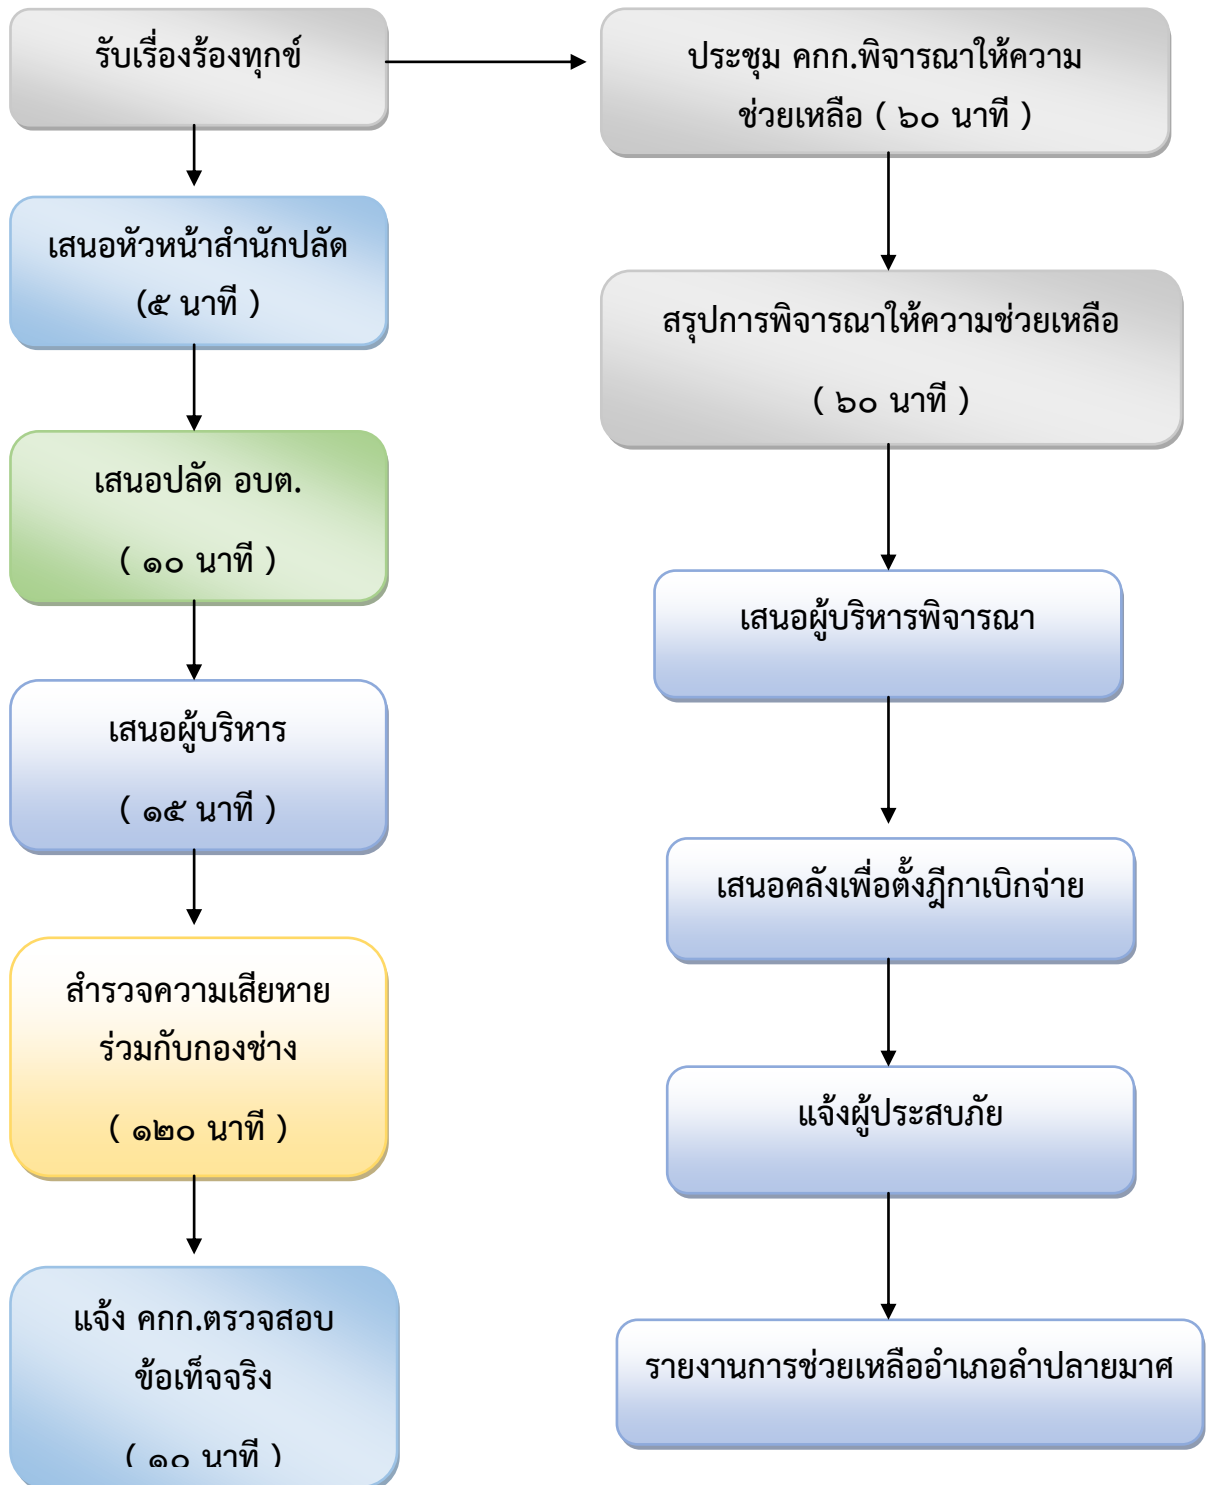 รับเรื่องร้องทุกข์
เสนอหัวหน้าสำนักปลัด
(๕ นาที )
เสนอปลัด อบต.
( ๑๐ นาที )
เสนอผู้บริหาร
( ๑๕ นาที )
สำรวจความเสียหาย
ร่วมกับกองช่าง
( ๑๒๐ นาที )
แจ้ง คกก.ตรวจสอบ
ข้อเท็จจริง
( ๑๐ นาที )
ประชุม คกก.พิจารณาให้ความ
ช่วยเหลือ ( ๖๐ นาที )
สรุปการพิจารณาให้ความช่วยเหลือ
( ๖๐ นาที )
เสนอผู้บริหารพิจารณา
เสนอคลังเพื่อตั้งฎีกาเบิกจ่าย
แจ้งผู้ประสบภัย
รายงานการช่วยเหลืออำเภอลำปลายมาศ